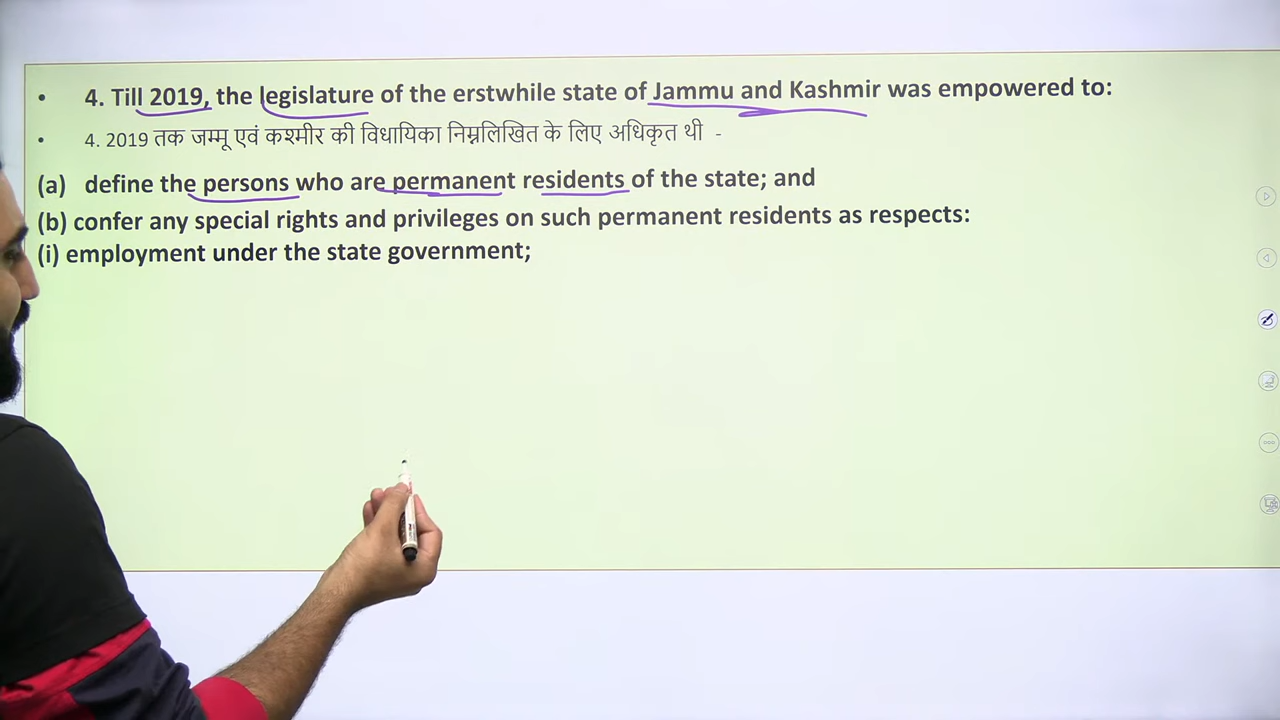 • 4. Till 2019, the legislature of the erstwhile state of Jammu and Kashmir was empowered to:
• 4. 2019 तक जम्मू एवं कश्मीर की विधायिका निम्नलिखित के लिए अधिकृत थी -
(a) define the persons who are permanent residents of the state; and
(b) confer any special rights and privileges on such permanent residents as respects:
(i) employment under the state government;